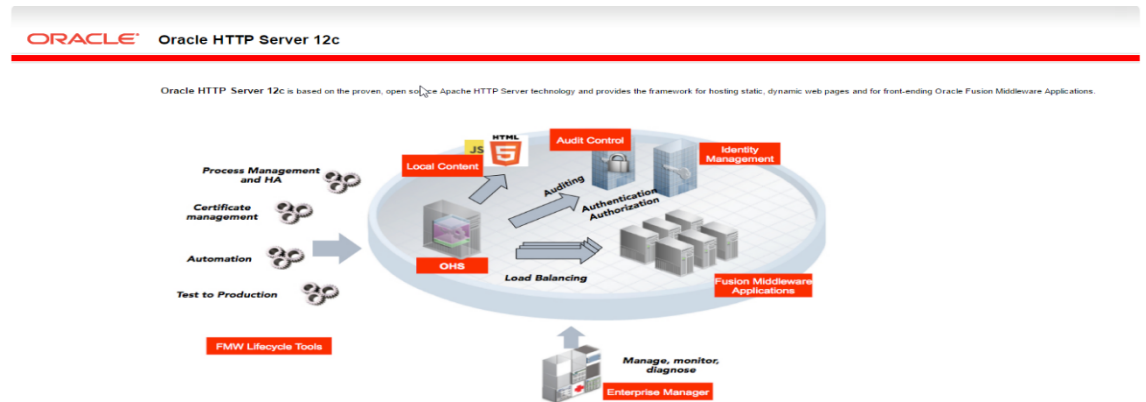 ORACLE Oracle HTTP Server 12c
Oracle HTTP Server 12c is based on the proven, open source Apache HTTP Server technology and provides the framework for hosting static, dynamic web pages and for front-ending Oracle Fusion Middleware Applications.
JS
HTML
5
Local Content
Audit Control
Identity
Management
Process Management
and HA
Certificate
management
Automation
Test to Production
FMW Lifecycle Tools
Auditing
Authentication
Authorization
OHS
Load Balancing
Fusion Middleware
Applications
Manage, monitor,
diagnose
Enterprise Manager